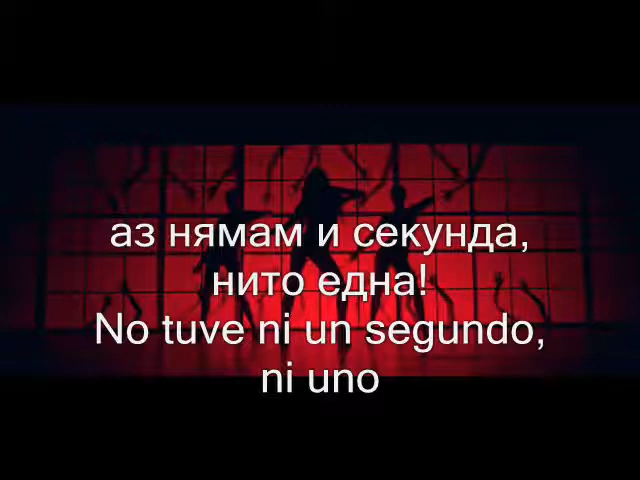 аз нямам и секунда,
нито една!
No tuve ni un segundo,
ni uno